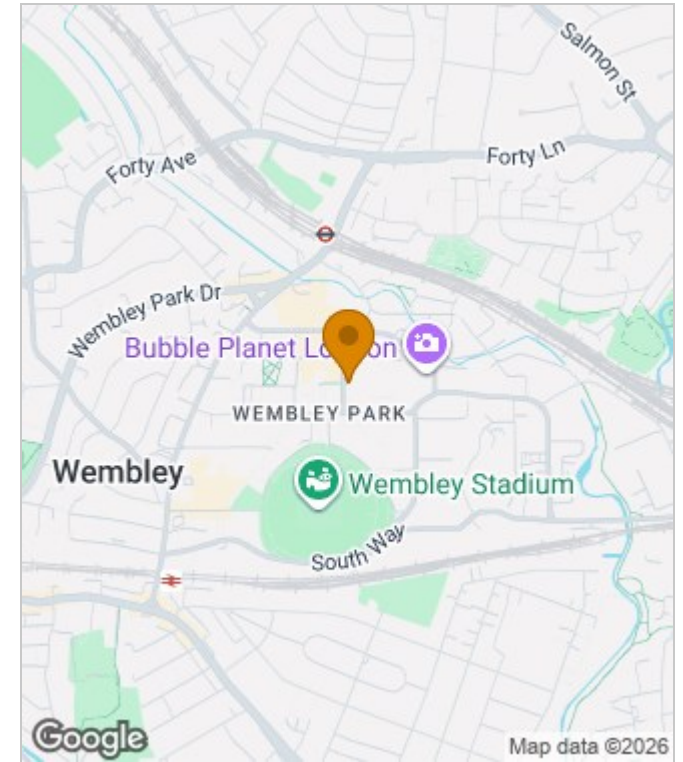 Salmon St
Forty Ave
Forty Ln
Wembley Park Dr
Bubble Planet L on
WEMBLEY PARK
Wembley
Wembley Stadium
South Way
Google
Map data ©2026